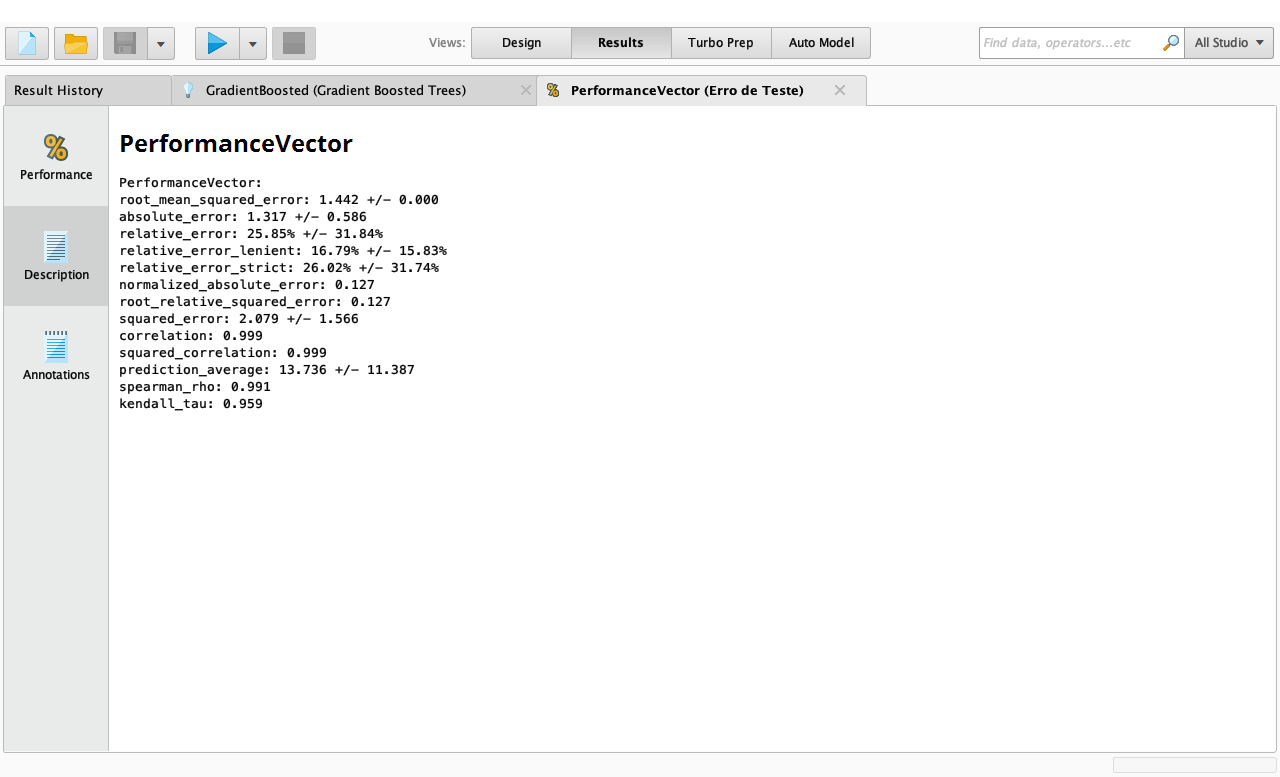 Views:
Design
Results
Turbo Prep
Auto Model
Find data, operators...etc
All Studio
Result History
GradientBoosted (Gradient Boosted Trees)
% PerformanceVector (Erro de Teste)
%
Performance
Description
Annotations
PerformanceVector
PerformanceVector:
root_mean_squared_error: 1.442 +/- 0.000
absolute_error: 1.317 +/- 0.586
relative_error: 25.85% +/- 31.84%
relative_error_lenient: 16.79% +/- 15.83%
relative_error_strict: 26.02% +/- 31.74%
normalized_absolute_error: 0.127
root_relative_squared_error: 0.127
squared_error: 2.079 +/- 1.566
correlation: 0.999
squared_correlation: 0.999
prediction_average: 13.736 +/- 11.387
spearman_rho: 0.991
kendall_tau: 0.959